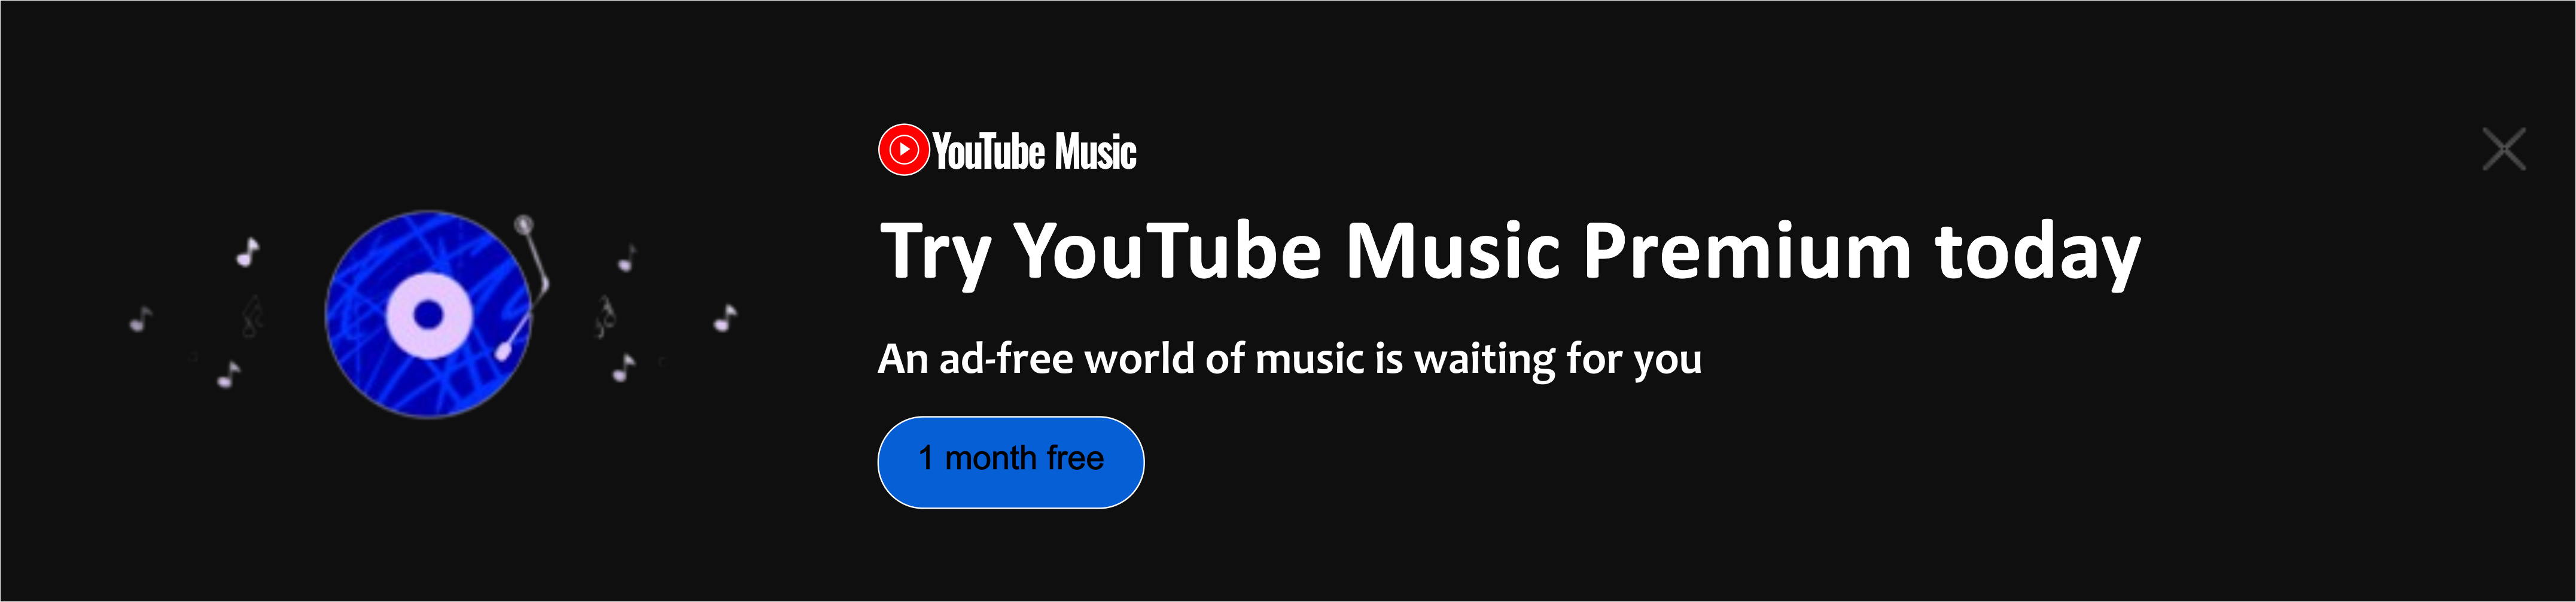 YouTube Music
Try YouTube Music Premium today
An ad-free world of music is waiting for you
1 month free